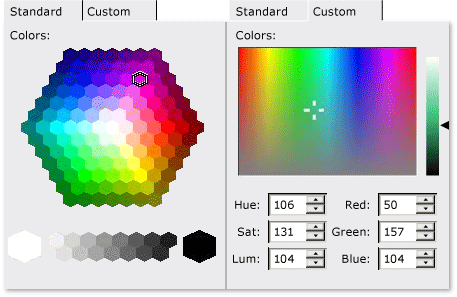 Standard Custom
Colors:
Standard Custom
Colors:
Hue: 106 Red: 50
Sat: 131 Green: 157
Lum: 104 Blue: 104